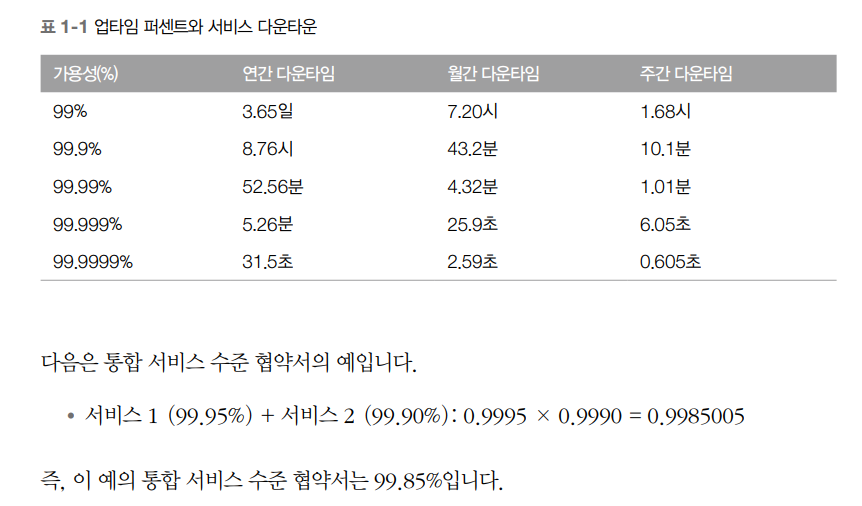 표 1-1 업타임 퍼센트와 서비스 다운타운
가용성(%) 연간 다운타임 월간 다운타임 주간 다운타임
99% 3.65일 7.20시 1.68시
99.9% 8.76시 43.2분 10.1분
99.99% 52.56분 4.32분 1.01분
99.999% 5.26분 25.9초 6.05초
99.9999% 31.5초 2.59초 0.605초
다음은 통합 서비스 수준 협약서의 예입니다.
• 서비스 1 (99.95%) + 서비스 2 (99.90%): 0.9995 × 0.9990 = 0.9985005
즉, 이 예의 통합 서비스 수준 협약서는 99.85%입니다.